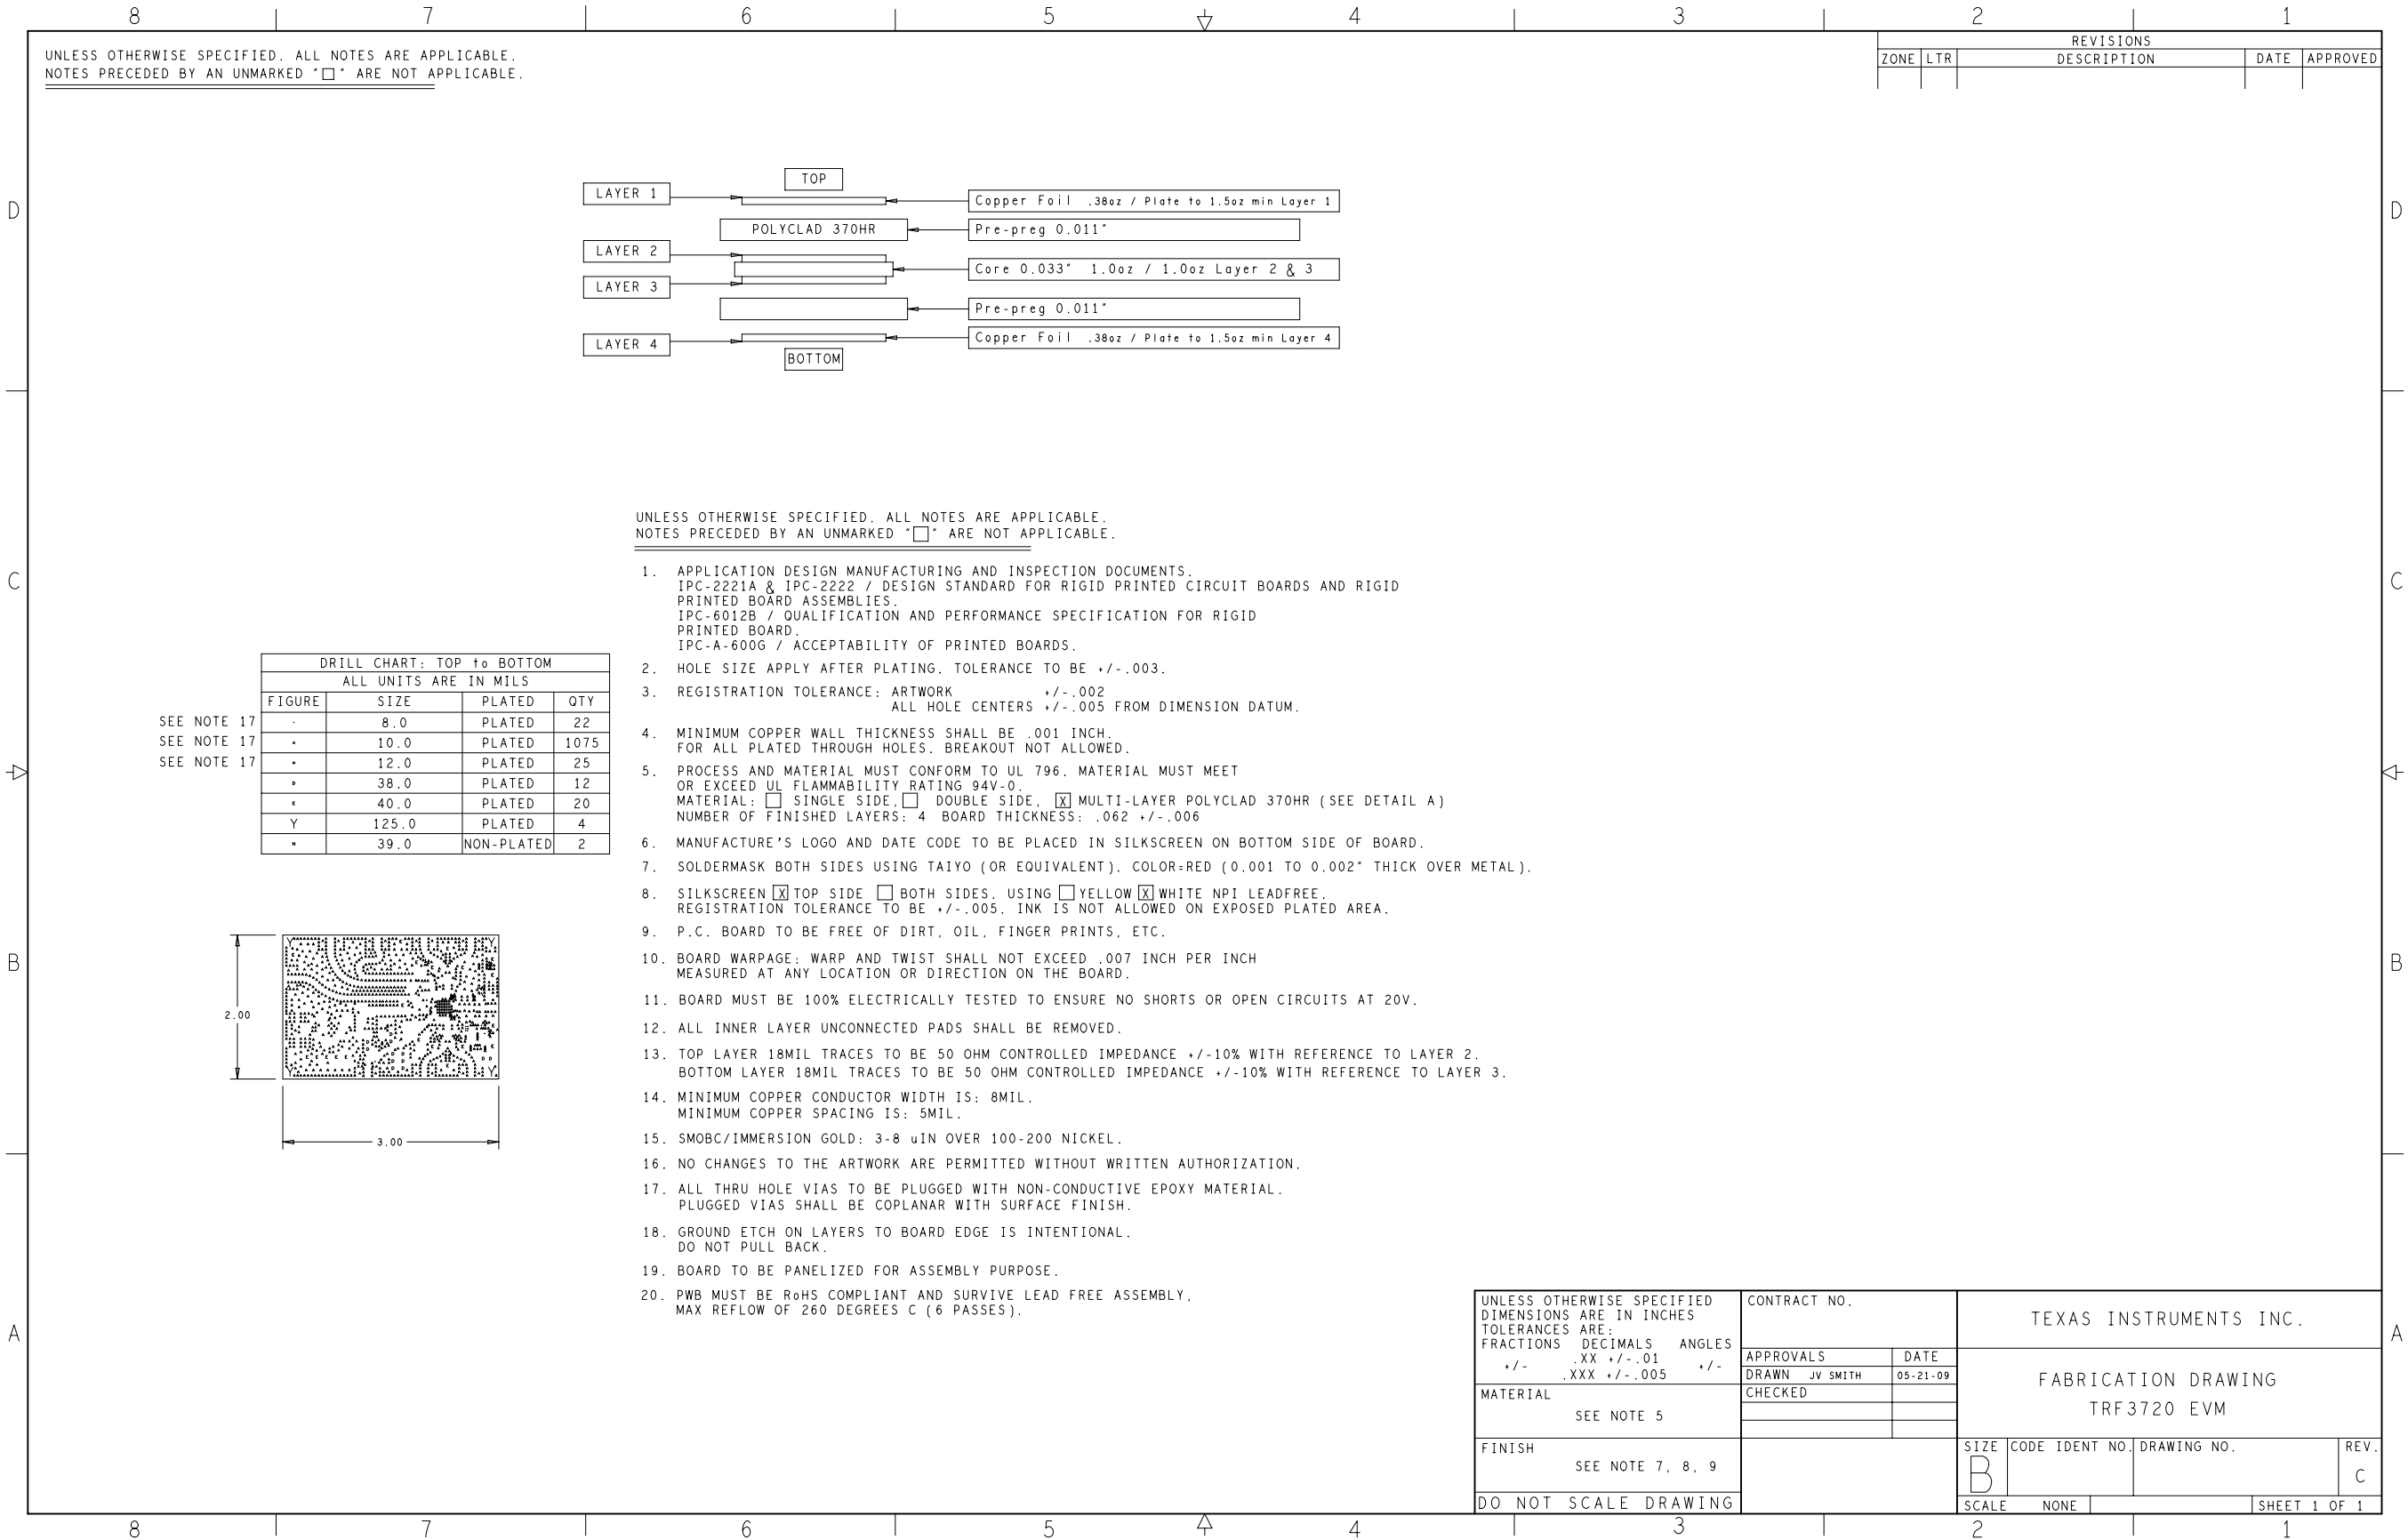 8 7 6 5 4 3 2 1
UNLESS OTHERWISE SPECIFIED. ALL NOTES ARE APPLICABLE.
NOTES PRECEDED BY AN UNMARKED "□" ARE NOT APPLICABLE.
REVISIONS
ZONE LTR DESCRIPTION DATE APPROVED
TOP
LAYER 1
Copper Foil .38oz / Plate to 1.5oz min Layer 1
D D
POLYCLAD 370HR
Pre-preg 0.011"
LAYER 2
Core 0.033" 1.0oz / 1.0oz Layer 2 & 3
LAYER 3
Pre-preg 0.011"
LAYER 4
Copper Foil .38oz / Plate to 1.5oz min Layer 4
BOTTOM
UNLESS OTHERWISE SPECIFIED. ALL NOTES ARE APPLICABLE.
NOTES PRECEDED BY AN UNMARKED "□" ARE NOT APPLICABLE.
C C
1. APPLICATION DESIGN MANUFACTURING AND INSPECTION DOCUMENTS.
IPC-2221A & IPC-2222 / DESIGN STANDARD FOR RIGID PRINTED CIRCUIT BOARDS AND RIGID
PRINTED BOARD ASSEMBLIES.
IPC-6012B / QUALIFICATION AND PERFORMANCE SPECIFICATION FOR RIGID
PRINTED BOARD.
IPC-A-600G / ACCEPTABILITY OF PRINTED BOARDS.
2. HOLE SIZE APPLY AFTER PLATING. TOLERANCE TO BE +/-.003.
3. REGISTRATION TOLERANCE: ARTWORK +/-.002
ALL HOLE CENTERS +/-.005 FROM DIMENSION DATUM.
4. MINIMUM COPPER WALL THICKNESS SHALL BE .001 INCH.
FOR ALL PLATED THROUGH HOLES. BREAKOUT NOT ALLOWED.
5. PROCESS AND MATERIAL MUST CONFORM TO UL 796. MATERIAL MUST MEET
OR EXCEED UL FLAMMABILITY RATING 94V-0.
MATERIAL: □ SINGLE SIDE, □ DOUBLE SIDE, [X] MULTI-LAYER POLYCLAD 370HR (SEE DETAIL A)
NUMBER OF FINISHED LAYERS: 4 BOARD THICKNESS: .062 +/-.006
6. MANUFACTURE'S LOGO AND DATE CODE TO BE PLACED IN SILKSCREEN ON BOTTOM SIDE OF BOARD.
7. SOLDERMASK BOTH SIDES USING TAIYO (OR EQUIVALENT). COLOR=RED (0.001 TO 0.002" THICK OVER METAL).
8. SILKSCREEN [X] TOP SIDE □ BOTH SIDES. USING □ YELLOW [X] WHITE NPI LEADFREE.
REGISTRATION TOLERANCE TO BE +/-.005. INK IS NOT ALLOWED ON EXPOSED PLATED AREA.
9. P.C. BOARD TO BE FREE OF DIRT, OIL, FINGER PRINTS, ETC.
10. BOARD WARPAGE: WARP AND TWIST SHALL NOT EXCEED .007 INCH PER INCH
MEASURED AT ANY LOCATION OR DIRECTION ON THE BOARD.
11. BOARD MUST BE 100% ELECTRICALLY TESTED TO ENSURE NO SHORTS OR OPEN CIRCUITS AT 20V.
12. ALL INNER LAYER UNCONNECTED PADS SHALL BE REMOVED.
13. TOP LAYER 18MIL TRACES TO BE 50 OHM CONTROLLED IMPEDANCE +/-10% WITH REFERENCE TO LAYER 2.
BOTTOM LAYER 18MIL TRACES TO BE 50 OHM CONTROLLED IMPEDANCE +/-10% WITH REFERENCE TO LAYER 3.
14. MINIMUM COPPER CONDUCTOR WIDTH IS: 8MIL.
MINIMUM COPPER SPACING IS: 5MIL.
15. SMOBC/IMMERSION GOLD: 3-8 uIN OVER 100-200 NICKEL.
16. NO CHANGES TO THE ARTWORK ARE PERMITTED WITHOUT WRITTEN AUTHORIZATION.
17. ALL THRU HOLE VIAS TO BE PLUGGED WITH NON-CONDUCTIVE EPOXY MATERIAL.
PLUGGED VIAS SHALL BE COPLANAR WITH SURFACE FINISH.
18. GROUND ETCH ON LAYERS TO BOARD EDGE IS INTENTIONAL.
DO NOT PULL BACK.
19. BOARD TO BE PANELIZED FOR ASSEMBLY PURPOSE.
20. PWB MUST BE RoHS COMPLIANT AND SURVIVE LEAD FREE ASSEMBLY,
MAX REFLOW OF 260 DEGREES C (6 PASSES).
DRILL CHART: TOP to BOTTOM
ALL UNITS ARE IN MILS
FIGURE SIZE PLATED QTY
SEE NOTE 17 8.0 PLATED 22
SEE NOTE 17 10.0 PLATED 1075
SEE NOTE 17 12.0 PLATED 25
38.0 PLATED 12
40.0 PLATED 20
Y 125.0 PLATED 4
39.0 NON-PLATED 2
B B
2.00
3.00
A A
UNLESS OTHERWISE SPECIFIED
DIMENSIONS ARE IN INCHES
TOLERANCES ARE:
FRACTIONS DECIMALS ANGLES
+/- .XX +/-.01 +/-
.XXX +/-.005
MATERIAL
SEE NOTE 5
FINISH
SEE NOTE 7, 8, 9
DO NOT SCALE DRAWING
CONTRACT NO.
APPROVALS DATE
DRAWN JV SMITH 05-21-09
CHECKED
TEXAS INSTRUMENTS INC.
FABRICATION DRAWING
TRF3720 EVM
SIZE CODE IDENT NO. DRAWING NO. REV.
B C
SCALE NONE SHEET 1 OF 1
8 7 6 5 4 3 2 1